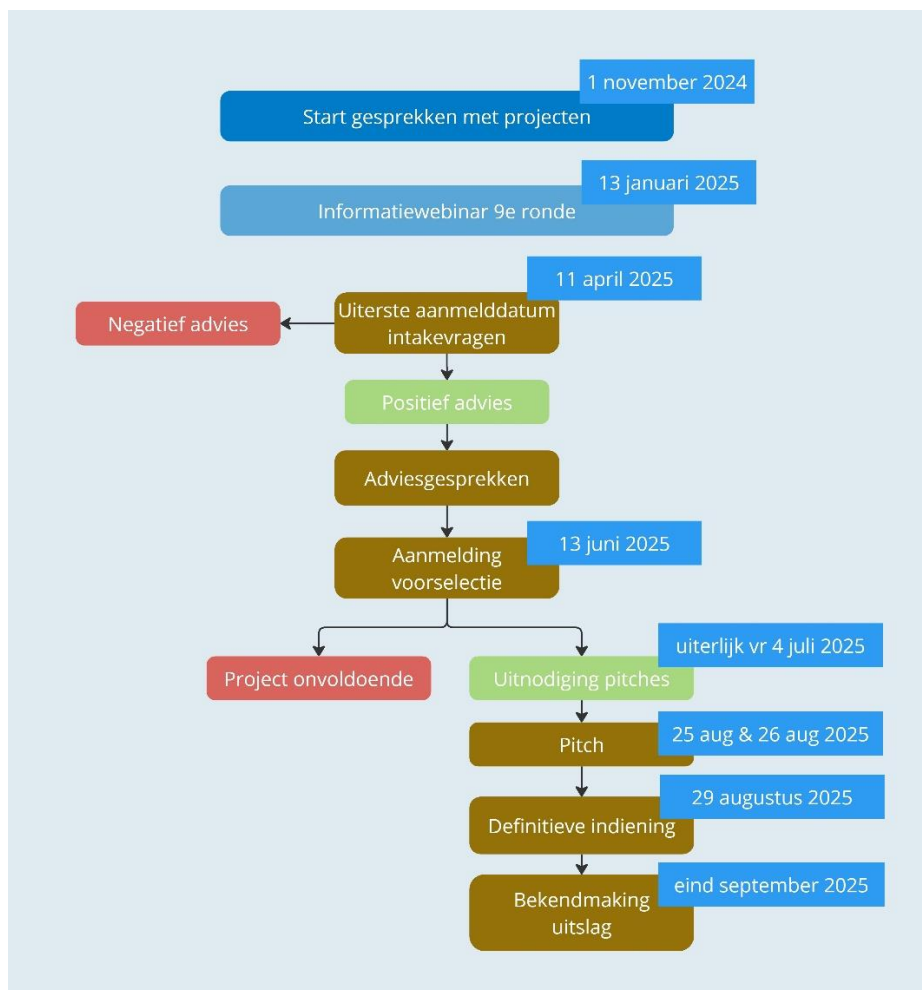 1 november 2024
Start gesprekken met projecten
13 januari 2025
Informatiewebinar 9e ronde
11 april 2025
Uiterste aanmelddatum
intakevragen
Negatief advies
Positief advies
Adviesgesprekken
13 juni 2025
Aanmelding
voorselectie
Project onvoldoende
uiterlijk vr 4 juli 2025
Uitnodiging pitches
25 aug & 26 aug 2025
Pitch
29 augustus 2025
Definitieve indiening
eind september 2025
Bekendmaking
uitslag